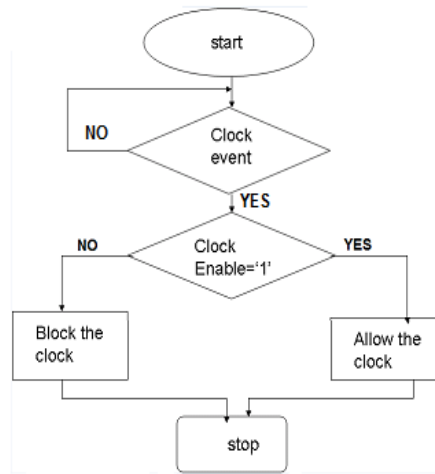 start
NO
Clock
event
YES
NO
Clock
Enable=‘1’
YES
Block the
clock
Allow the
clock
stop